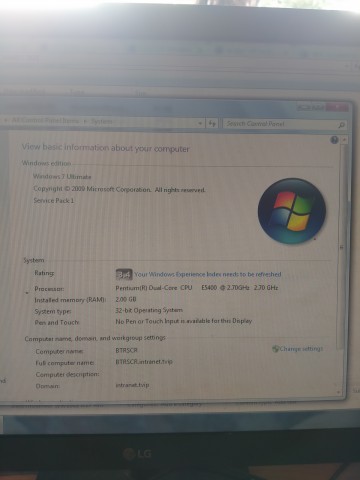 Search Control Panel
View basic information about your computer
Windows edition
Windows 7 Ultimate
Copyright © 2009 Microsoft Corporation. All rights reserved.
Service Pack 1
System
Rating: 3,4 Your Windows Experience Index needs to be refreshed
Processor: Pentium(R) Dual-Core CPU E5400 @ 2.70GHz 2.70 GHz
Installed memory (RAM): 2,00 GB
System type: 32-bit Operating System
Pen and Touch: No Pen or Touch Input is available for this Display
Computer name, domain, and workgroup settings
Computer name: BTRSCR Change settings
Full computer name: BTRSCR.intranet.tvip
Computer description:
Domain: intranet.tvip
LG